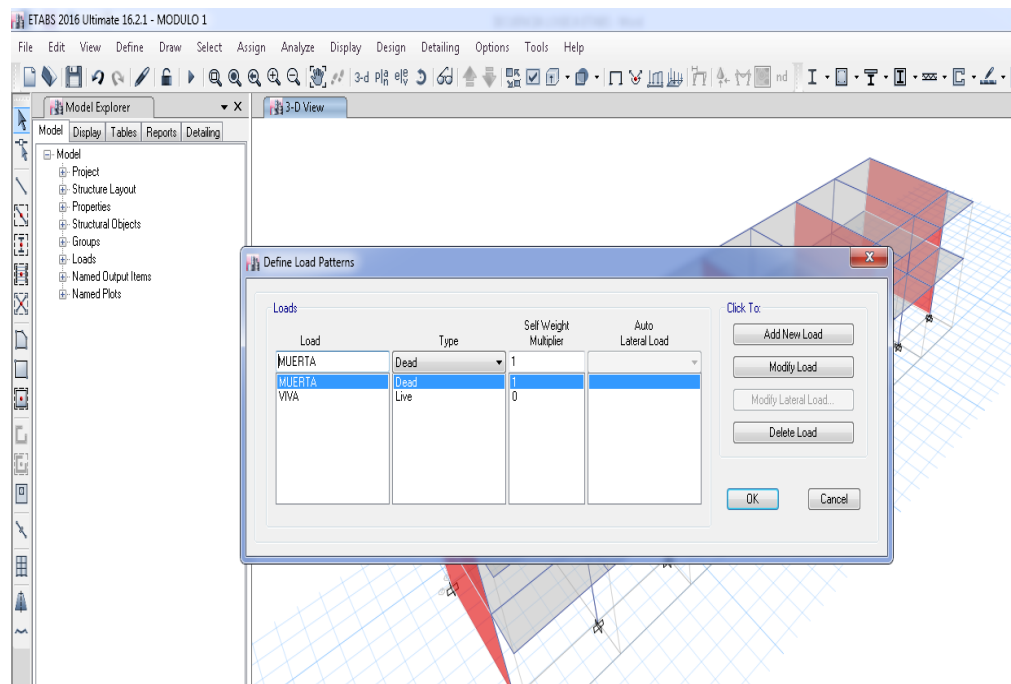 ETABS 2016 Ultimate 16.2.1 - MODULO 1
File Edit View Define Draw Select Assign Analyze Display Design Detailing Options Tools Help
3-d
nd
Model Explorer
3-D View
Model Display Tables Reports Detailing
Model
Project
Structure Layout
Properties
Structural Objects
Groups
Loads
Named Output Items
Named Plots
Define Load Patterns
Loads
Click To:
Load Type Self Weight Multiplier Auto Lateral Load
MUERTA Dead 1
MUERTA Dead 1
VIVA Live 0
Add New Load
Modify Load
Modify Lateral Load...
Delete Load
OK Cancel